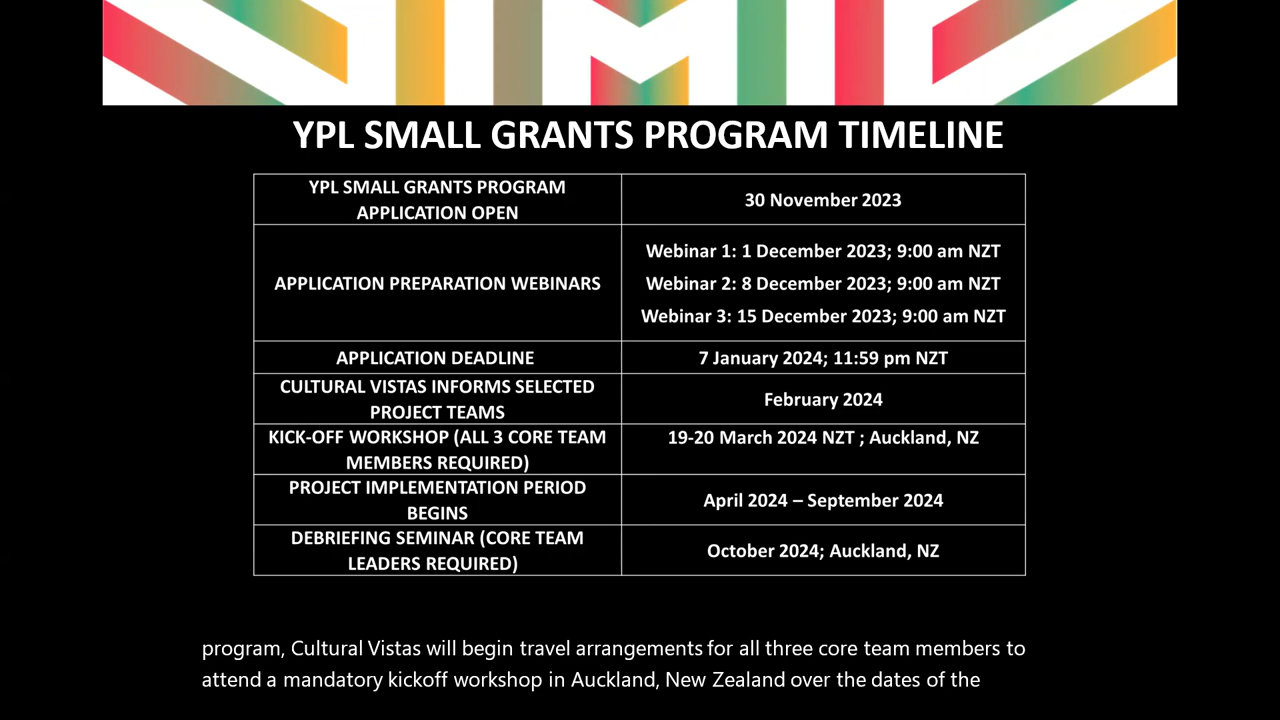 YPL SMALL GRANTS PROGRAM TIMELINE
YPL SMALL GRANTS PROGRAM
APPLICATION OPEN
30 November 2023
APPLICATION PREPARATION WEBINARS
Webinar 1: 1 December 2023; 9:00 am NZT
Webinar 2: 8 December 2023; 9:00 am NZT
Webinar 3: 15 December 2023; 9:00 am NZT
APPLICATION DEADLINE
7 January 2024; 11:59 pm NZT
CULTURAL VISTAS INFORMS SELECTED
PROJECT TEAMS
February 2024
KICK-OFF WORKSHOP (ALL 3 CORE TEAM
MEMBERS REQUIRED)
19-20 March 2024 NZT ; Auckland, NZ
PROJECT IMPLEMENTATION PERIOD
BEGINS
April 2024 – September 2024
DEBRIEFING SEMINAR (CORE TEAM
LEADERS REQUIRED)
October 2024; Auckland, NZ
program, Cultural Vistas will begin travel arrangements for all three core team members to
attend a mandatory kickoff workshop in Auckland, New Zealand over the dates of the